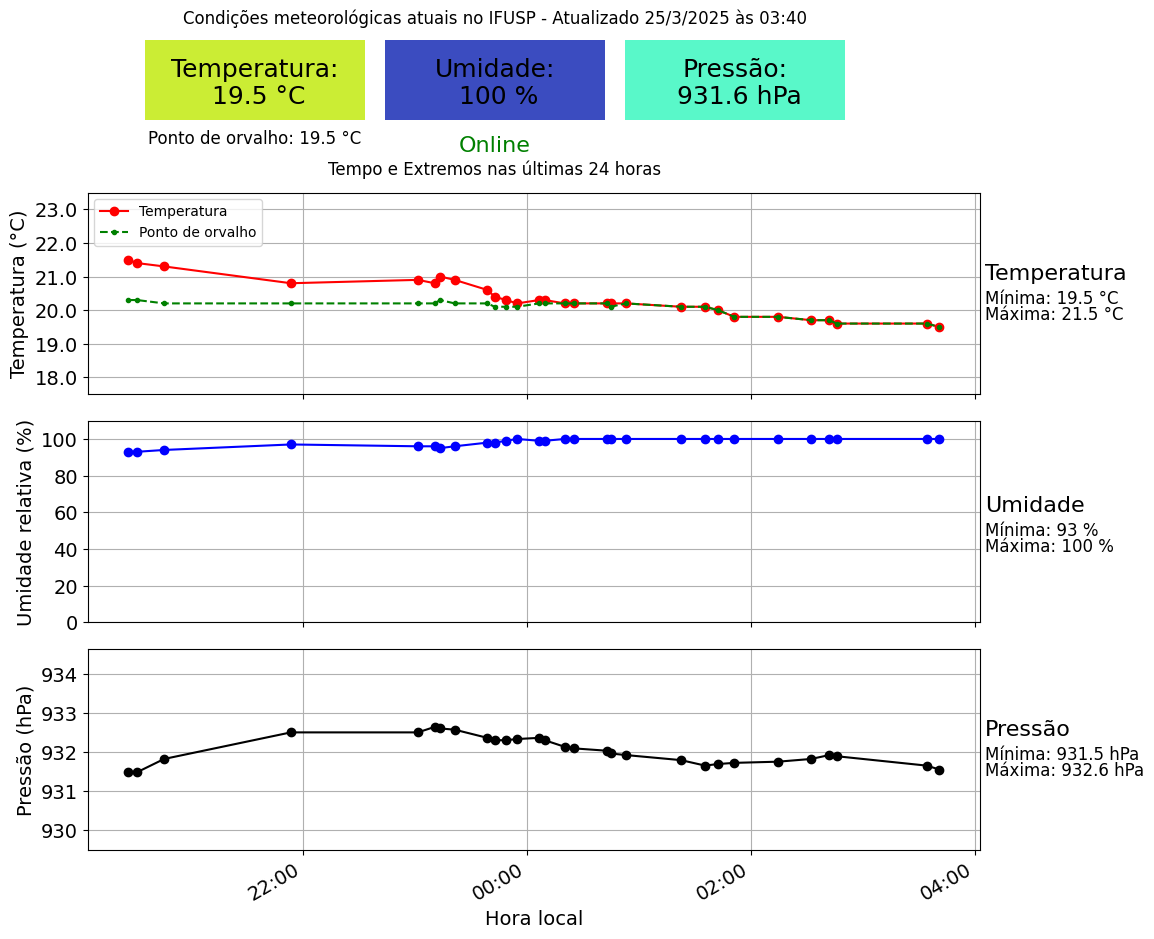 Condições meteorológicas atuais no IFUSP - Atualizado 25/3/2025 às 03:40
Temperatura:
19.5 °C
Umidade:
100 %
Pressão:
931.6 hPa
Ponto de orvalho: 19.5 °C
Online
Tempo e Extremos nas últimas 24 horas
Temperatura (°C)
23.0
22.0
21.0
20.0
19.0
18.0
Temperatura
Ponto de orvalho
Temperatura
Mínima: 19.5 °C
Máxima: 21.5 °C
Umidade relativa (%)
100
80
60
40
20
0
Umidade
Mínima: 93 %
Máxima: 100 %
Pressão (hPa)
934
933
932
931
930
Pressão
Mínima: 931.5 hPa
Máxima: 932.6 hPa
22:00
00:00
02:00
04:00
Hora local